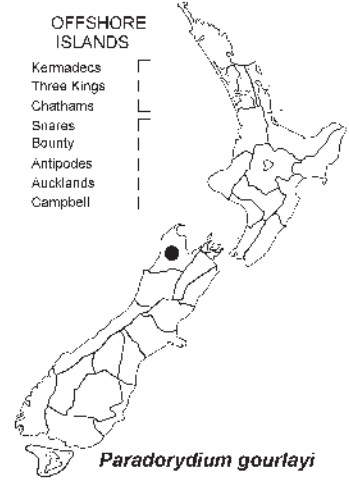 OFFSHORE
ISLANDS
Kermadecs
Three Kings
Chathams
Snares
Bounty
Antipodes
Aucklands
Campbell
Paradorydium gourlayi